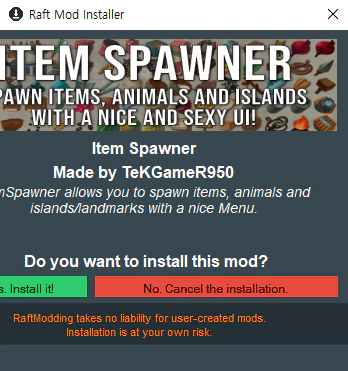 Raft Mod Installer
ITEM SPAWNER
PAWN ITEMS, ANIMALS AND ISLANDS
WITH A NICE AND SEXY UI!
Item Spawner
Made by TeKGameR950
mSpawner allows you to spawn items, animals and
islands/landmarks with a nice Menu.
Do you want to install this mod?
s. Install it!
No. Cancel the installation.
RaftModding takes no liability for user-created mods.
Installation is at your own risk.